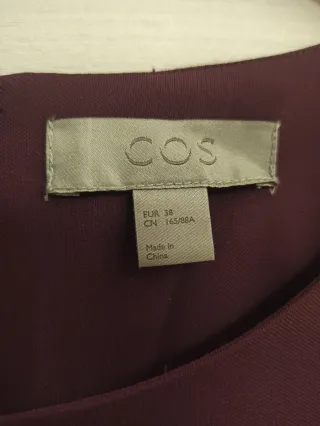 COS
EUR 38
CN 165/88A
Made in
China